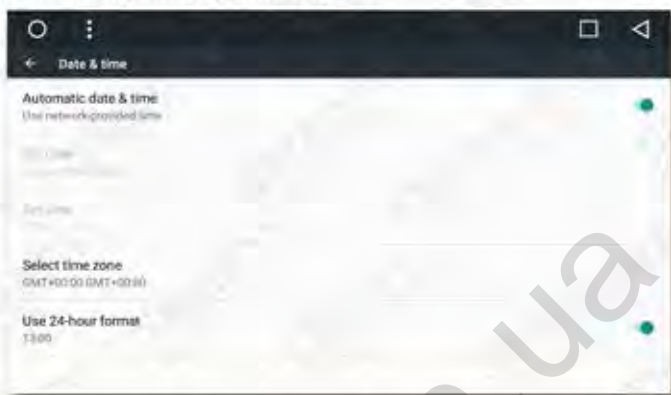 Date & time
Automatic date & time
Use network-provided time
Select time zone
GMT+00:00 GMT+00:00
Use 24-hour format
13:00
ua